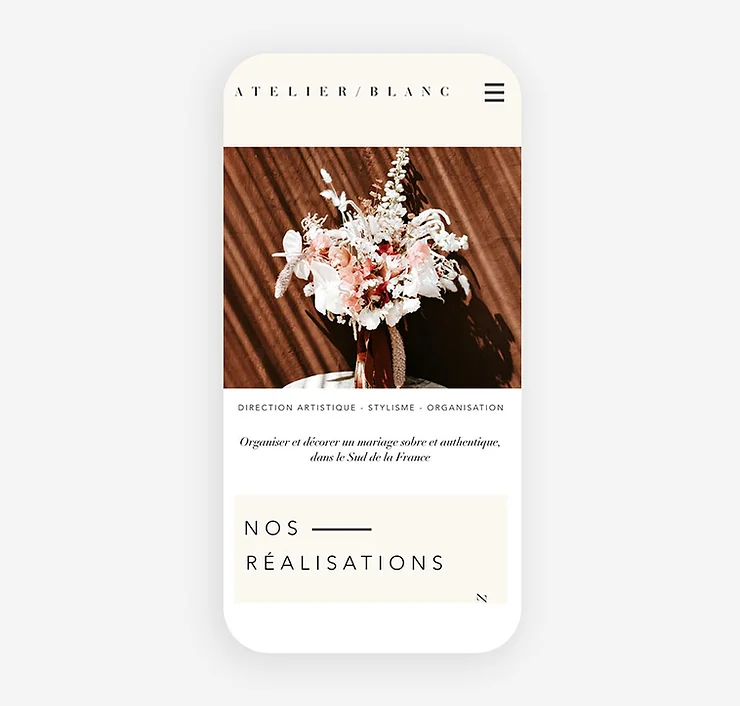 ATELIER/BLANC
DIRECTION ARTISTIQUE - STYLISME - ORGANISATION
Organiser et décorer un mariage sobre et authentique,
dans le Sud de la France
NOS
RÉALISATIONS